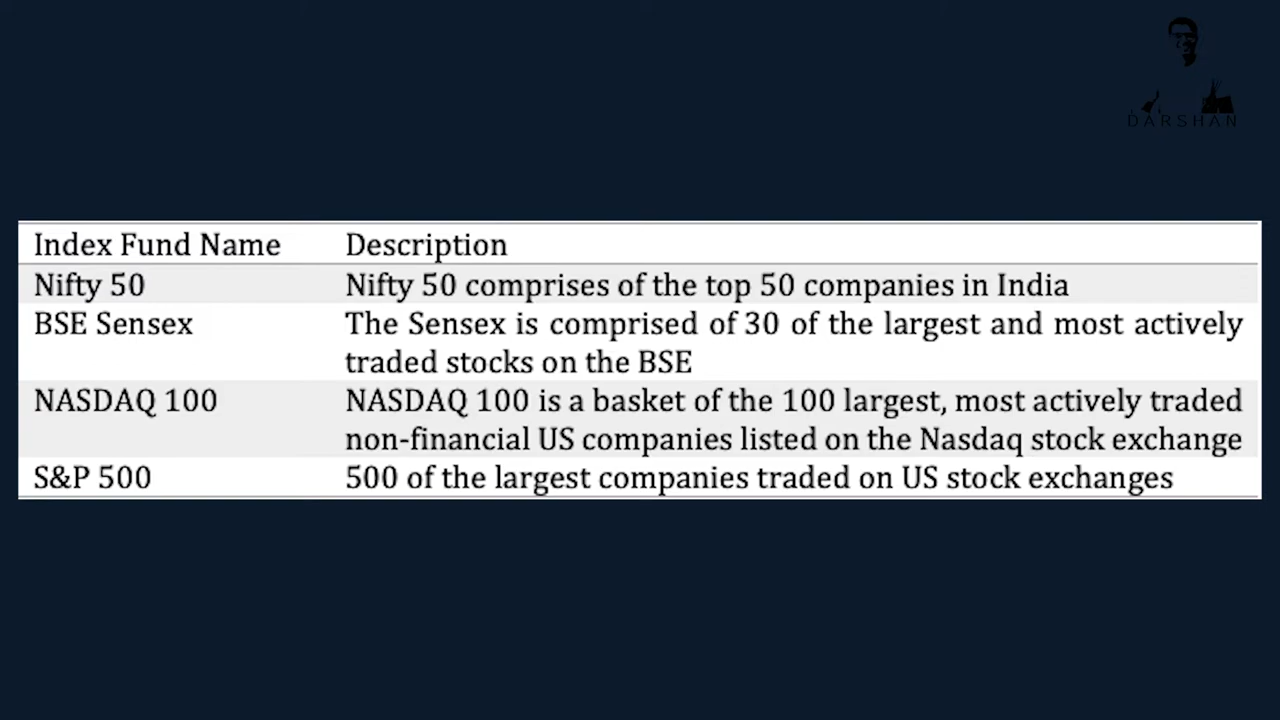 DARSHAN
Index Fund Name Description
Nifty 50 Nifty 50 comprises of the top 50 companies in India
BSE Sensex The Sensex is comprised of 30 of the largest and most actively
traded stocks on the BSE
NASDAQ 100 NASDAQ 100 is a basket of the 100 largest, most actively traded
non-financial US companies listed on the Nasdaq stock exchange
S&P 500 500 of the largest companies traded on US stock exchanges